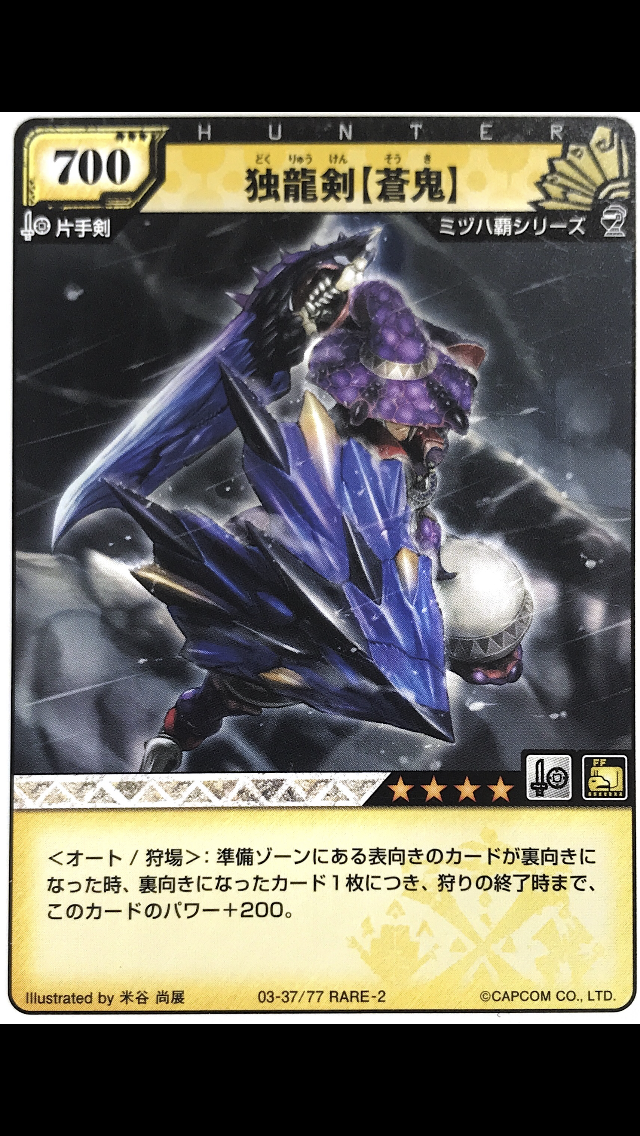 HUNTER
700
どく りゅう けん そう き
独龍剣【蒼鬼】
片手剣
ミヅハ覇シリーズ
2
FF
★★★★
<オート / 狩場>：準備ゾーンにある表向きのカードが裏向きに
なった時、裏向きになったカード1枚につき、狩りの終了時まで、
このカードのパワー＋200。
Illustrated by 米谷 尚展
03-37/77 RARE-2
©CAPCOM CO., LTD.